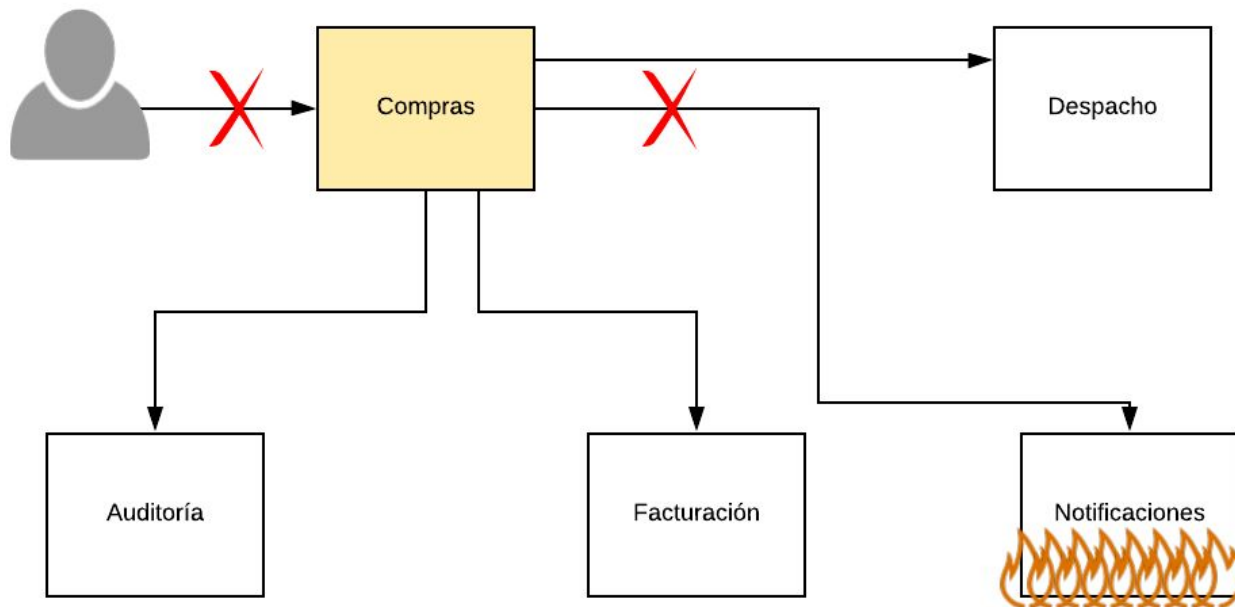 Compras
Despacho
Auditoría
Facturación
Notificaciones